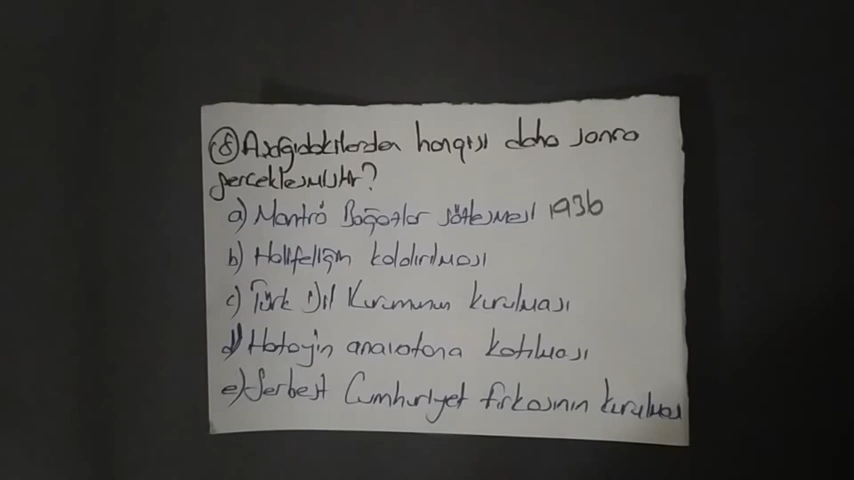 8) Aşağıdakilerden hangisi daha sonra
gerçekleşmiştir?
a) Montrö Boğazlar sözleşmesi 1936
b) Halifeliğin kaldırılması
c) Türk Dil Kurumunun kurulması
d) Hatay'ın anavatana katılması
e) Serbest Cumhuriyet fırkasının kurulması